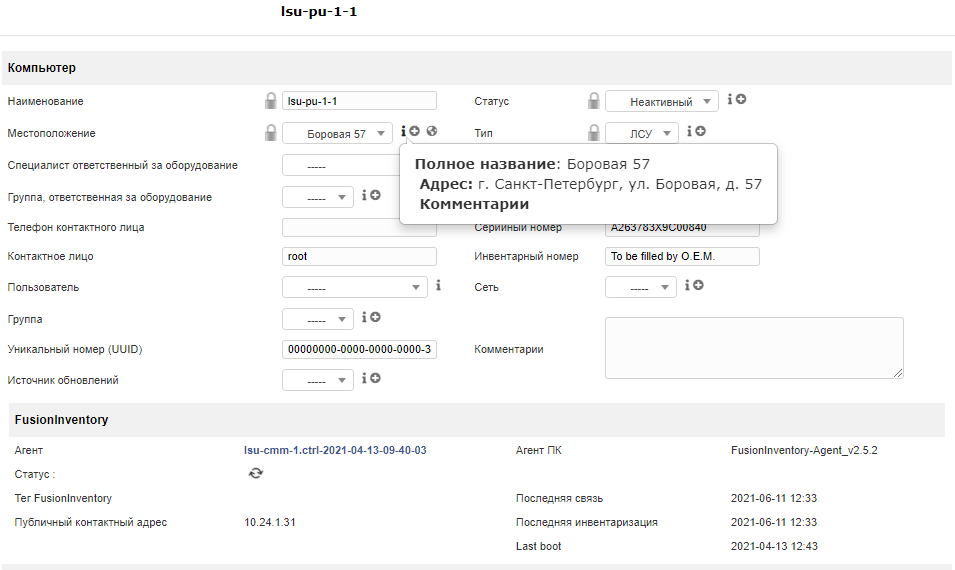 lsu-pu-1-1
Компьютер
Наименование lsu-pu-1-1 Статус Неактивный
Местоположение Боровая 57 Тип ЛСУ
Специалист ответственный за оборудование -----
Полное название: Боровая 57
Адрес: г. Санкт-Петербург, ул. Боровая, д. 57
Комментарии
Группа, ответственная за оборудование -----
Телефон контактного лица Серийный номер A263783X9C00840
Контактное лицо root Инвентарный номер To be filled by O.E.M.
Пользователь ----- Сеть -----
Группа -----
Уникальный номер (UUID) 00000000-0000-0000-0000-3 Комментарии
Источник обновлений -----
FusionInventory
Агент lsu-cmm-1.ctrl-2021-04-13-09-40-03 Агент ПК FusionInventory-Agent_v2.5.2
Статус :
Тег FusionInventory Последняя связь 2021-06-11 12:33
Публичный контактный адрес 10.24.1.31 Последняя инвентаризация 2021-06-11 12:33
Last boot 2021-04-13 12:43